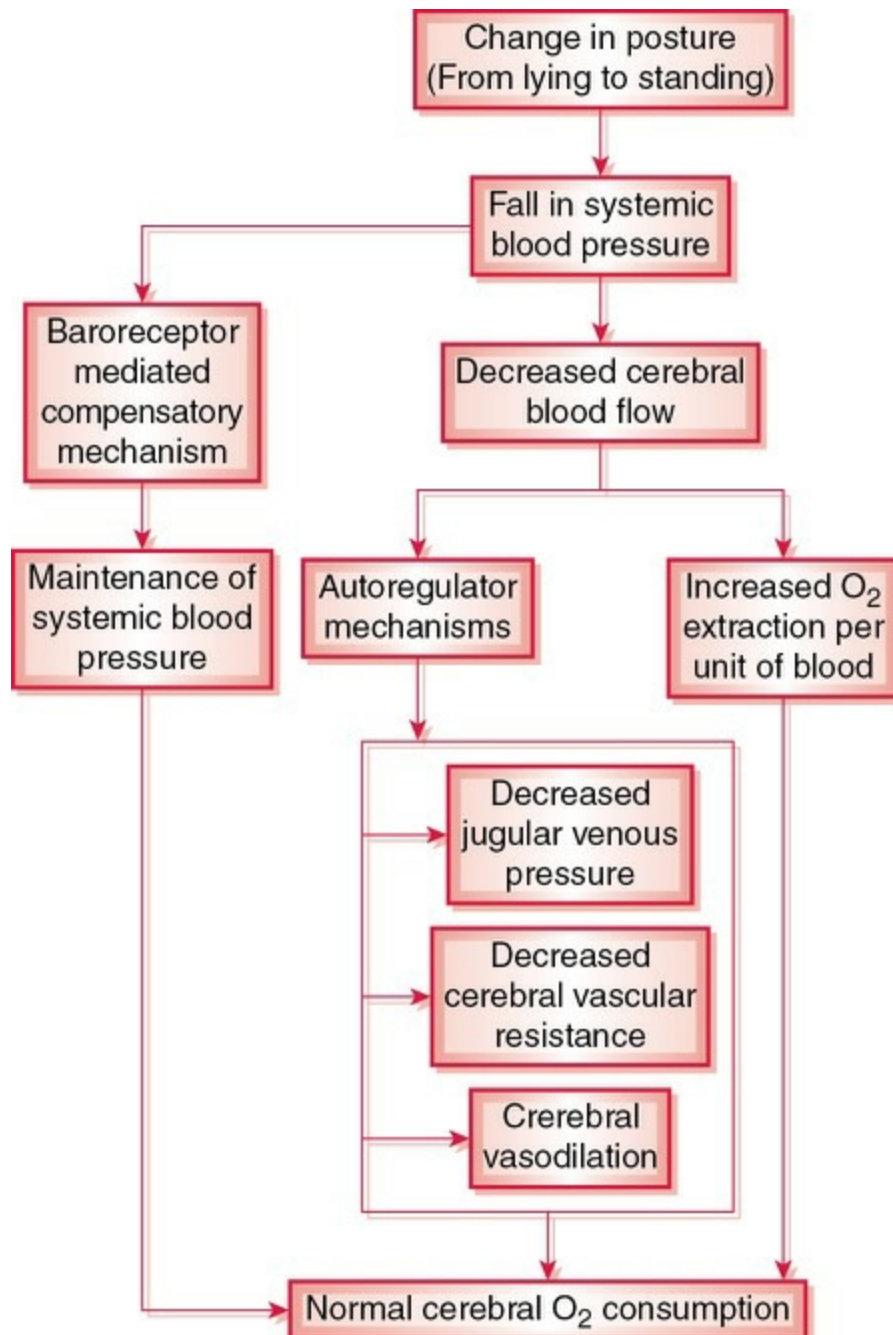 Change in posture
(From lying to standing)
Fall in systemic
blood pressure
Baroreceptor
mediated
compensatory
mechanism
Decreased cerebral
blood flow
Maintenance of
systemic blood
pressure
Autoregulator
mechanisms
Increased O₂
extraction per
unit of blood
Decreased
jugular venous
pressure
Decreased
cerebral vascular
resistance
Crerebral
vasodilation
Normal cerebral O₂ consumption